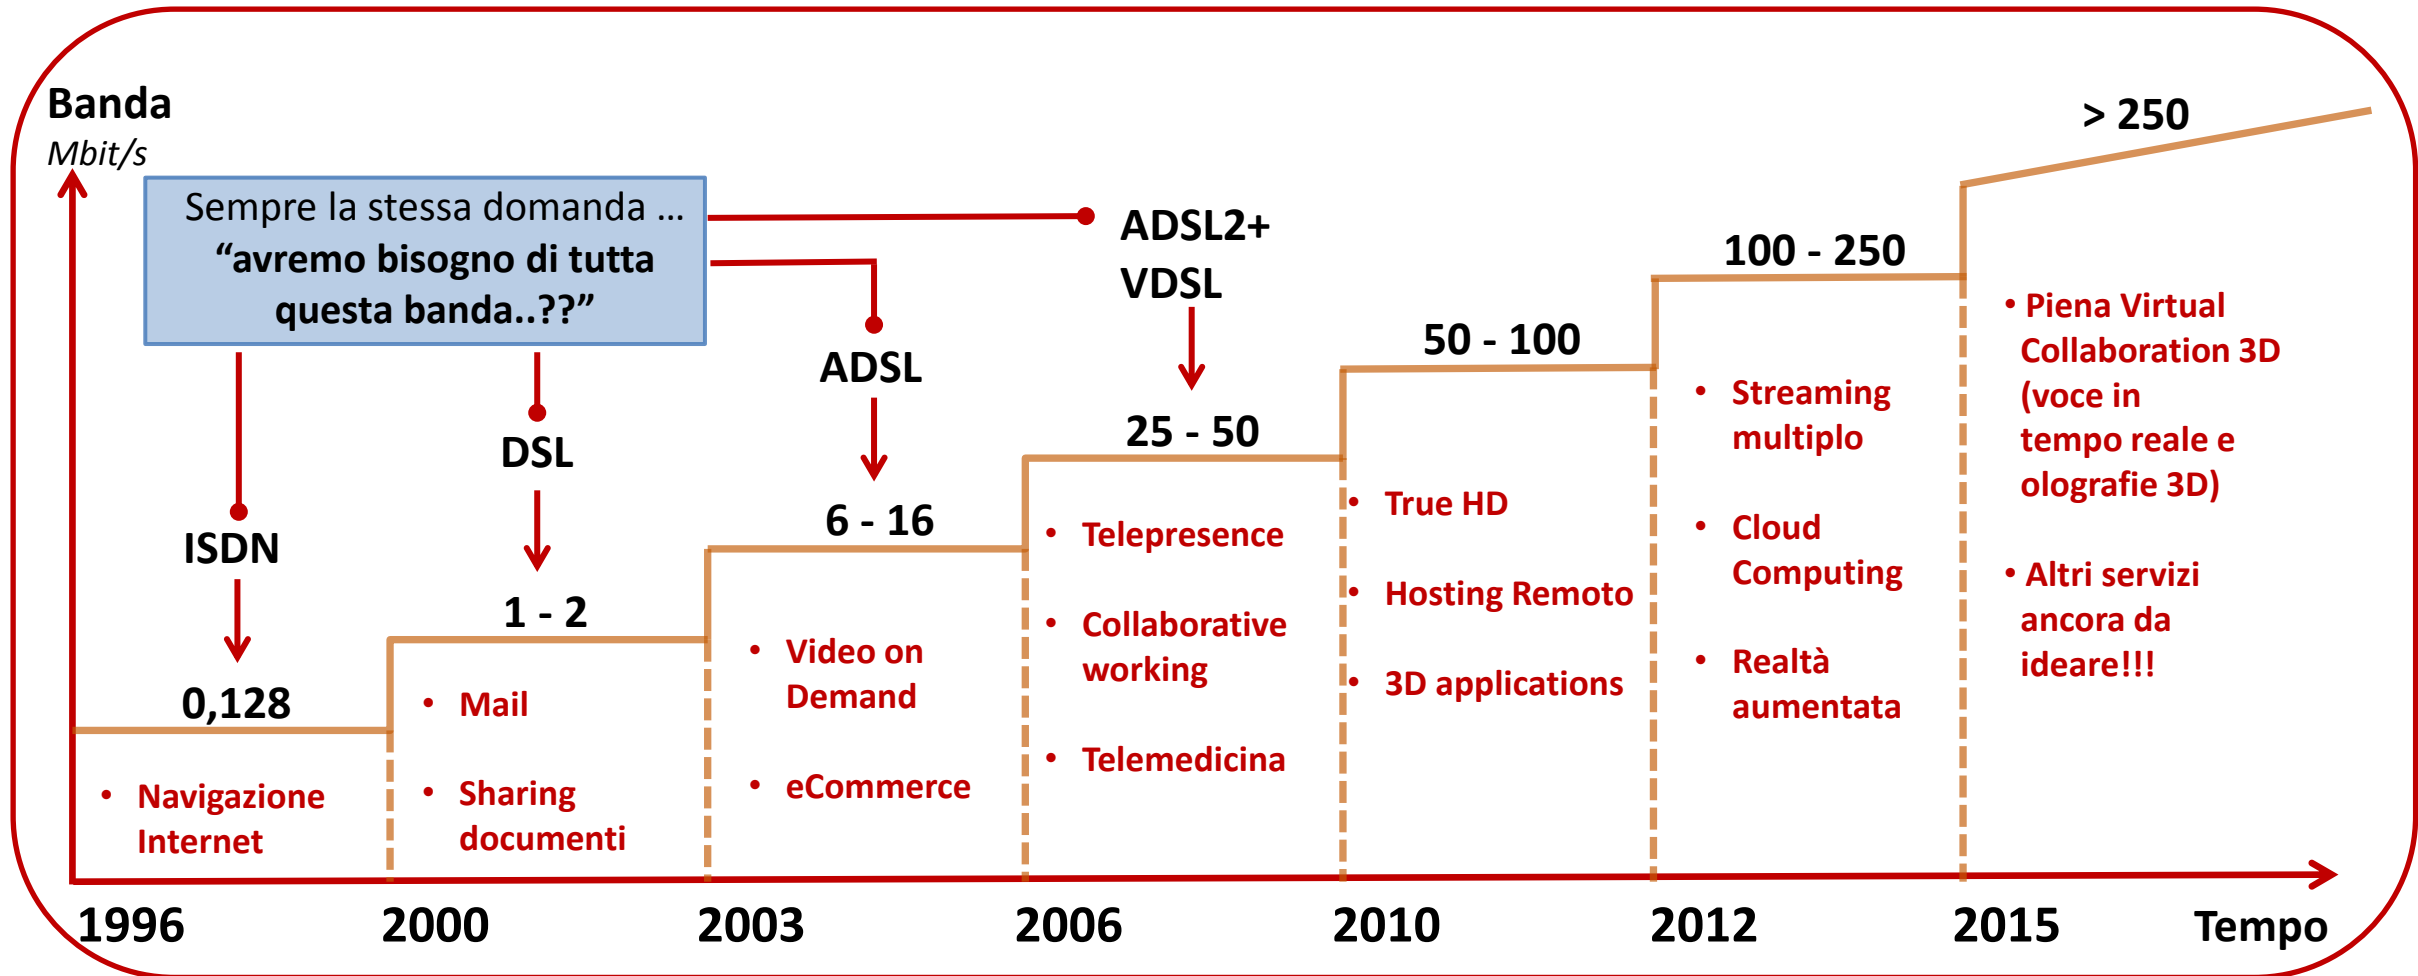 Banda
Mbit/s
Sempre la stessa domanda ...
“avremo bisogno di tutta
questa banda..??”
ISDN
0,128
• Navigazione
Internet
DSL
1 - 2
• Mail
• Sharing
documenti
ADSL
6 - 16
• Video on
Demand
• eCommerce
ADSL2+
VDSL
25 - 50
• Telepresence
• Collaborative
working
• Telemedicina
50 - 100
• True HD
• Hosting Remoto
• 3D applications
100 - 250
• Streaming
multiplo
• Cloud
Computing
• Realtà
aumentata
> 250
• Piena Virtual
Collaboration 3D
(voce in
tempo reale e
olografie 3D)
• Altri servizi
ancora da
ideare!!!
1996
2000
2003
2006
2010
2012
2015
Tempo